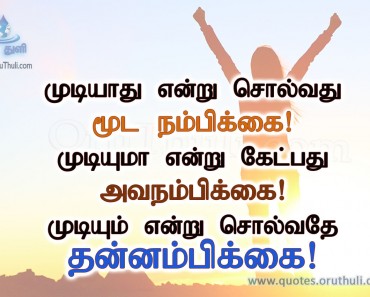 துளி
முடியாது என்று சொல்வது
மூட நம்பிக்கை!
முடியுமா என்று கேட்பது
அவநம்பிக்கை!
முடியும் என்று சொல்வதே
தன்னம்பிக்கை!
www.quotes.oruthuli.com